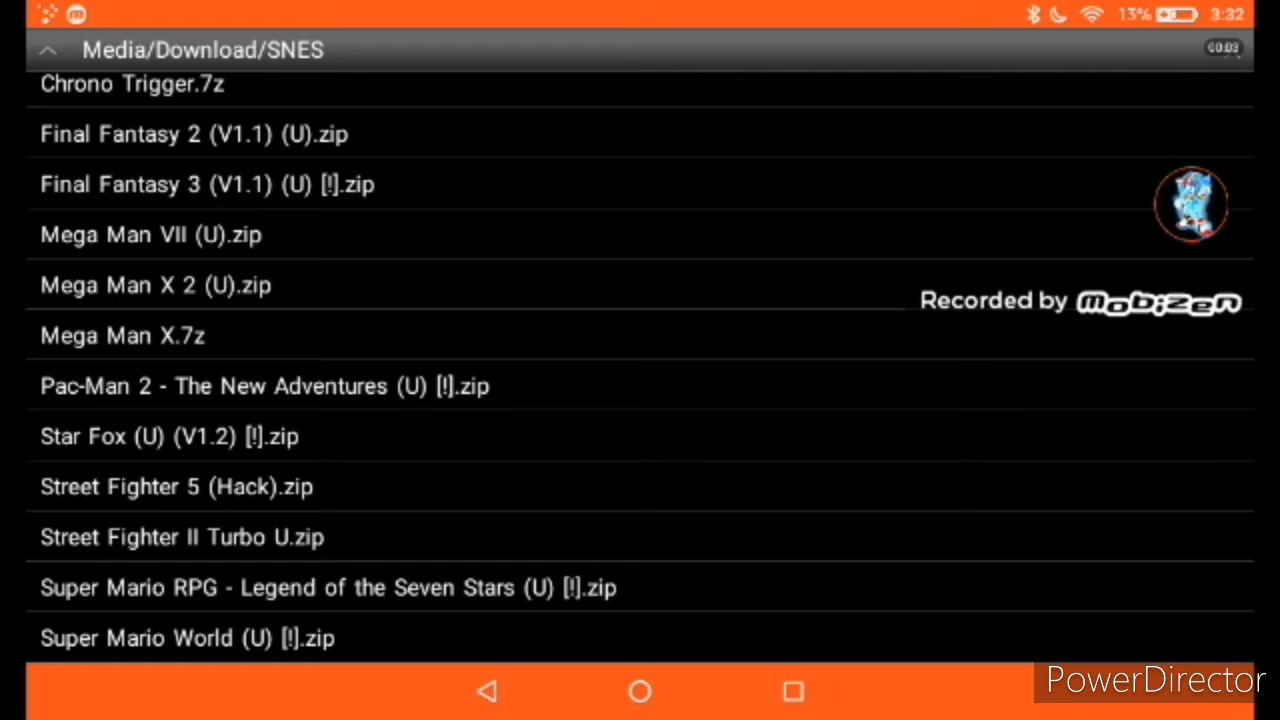 13% 3:32
Media/Download/SNES
00:03
Chrono Trigger.7z
Final Fantasy 2 (V1.1) (U).zip
Final Fantasy 3 (V1.1) (U) [!].zip
Mega Man VII (U).zip
Mega Man X 2 (U).zip
Recorded by mobizen
Mega Man X.7z
Pac-Man 2 - The New Adventures (U) [!].zip
Star Fox (U) (V1.2) [!].zip
Street Fighter 5 (Hack).zip
Street Fighter II Turbo U.zip
Super Mario RPG - Legend of the Seven Stars (U) [!].zip
Super Mario World (U) [!].zip
PowerDirector